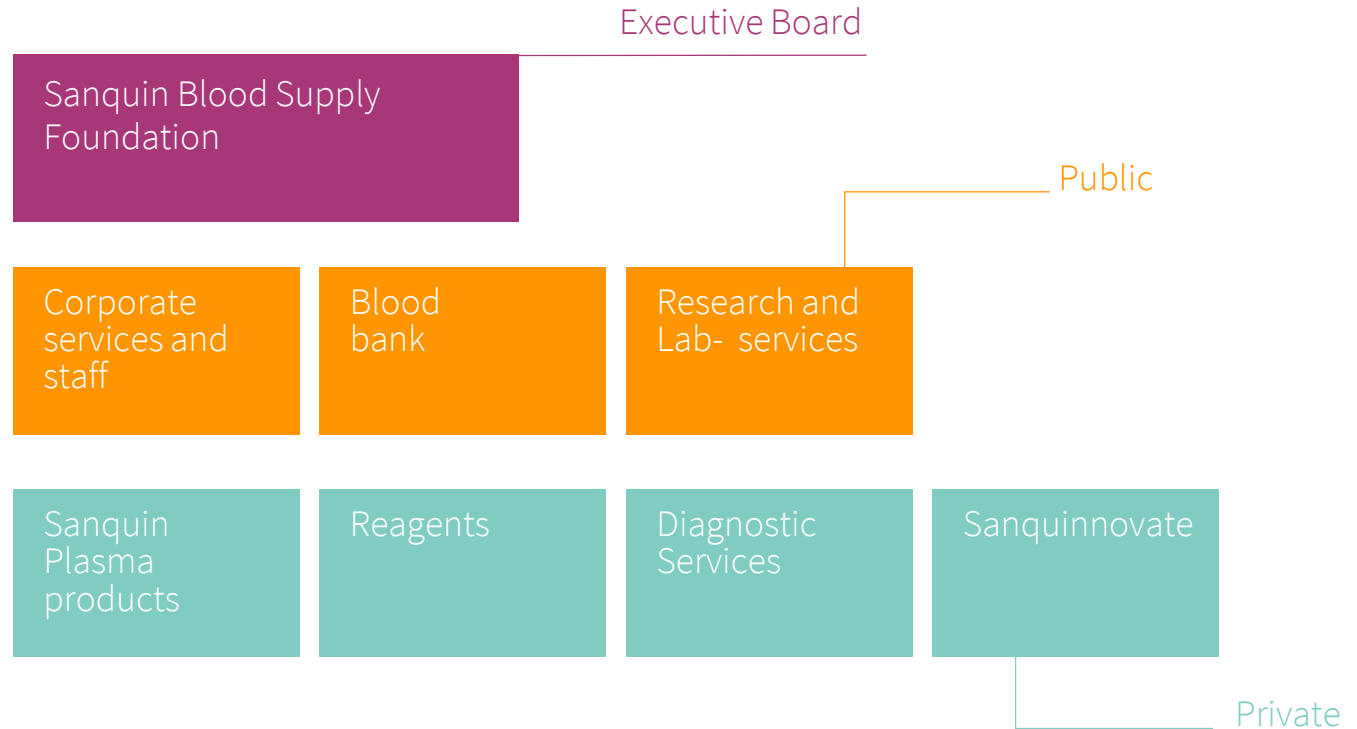 Executive Board
Sanquin Blood Supply
Foundation
Public
Corporate
services and
staff
Blood
bank
Research and
Lab- services
Sanquin
Plasma
products
Reagents
Diagnostic
Services
Sanquinnovate
Private